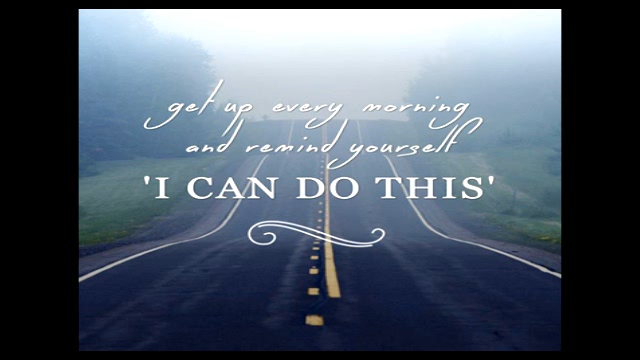 get up every morning
and remind yourself
'I CAN DO THIS'